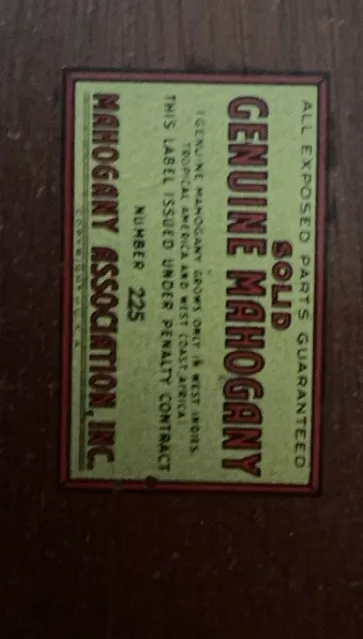 ALL EXPOSED PARTS GUARANTEED
SOLID
GENUINE MAHOGANY
(GENUINE MAHOGANY GROWS ONLY IN WEST INDIES,
TROPICAL AMERICA AND WEST COAST AFRICA)
THIS LABEL ISSUED UNDER PENALTY CONTRACT
NUMBER 225
MAHOGANY ASSOCIATION, INC.